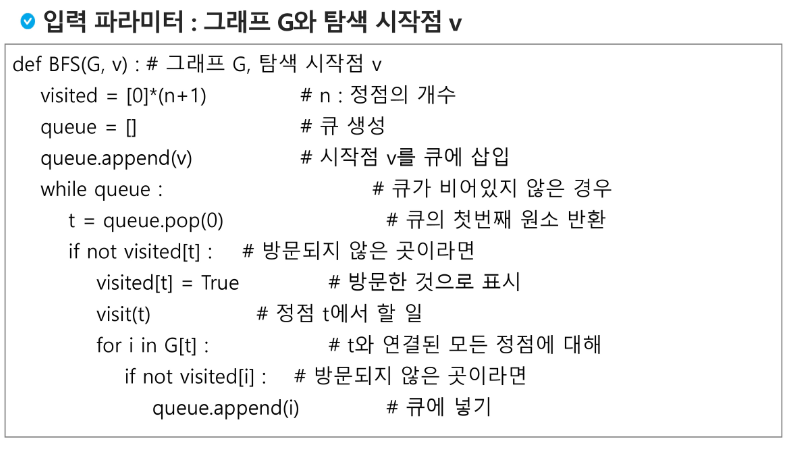 입력 파라미터 : 그래프 G와 탐색 시작점 v
def BFS(G, v) : # 그래프 G, 탐색 시작점 v
visited = [0]*(n+1) # n : 정점의 개수
queue = [] # 큐 생성
queue.append(v) # 시작점 v를 큐에 삽입
while queue : # 큐가 비어있지 않은 경우
t = queue.pop(0) # 큐의 첫번째 원소 반환
if not visited[t] : # 방문되지 않은 곳이라면
visited[t] = True # 방문한 것으로 표시
visit(t) # 정점 t에서 할 일
for i in G[t] : # t와 연결된 모든 정점에 대해
if not visited[i] : # 방문되지 않은 곳이라면
queue.append(i) # 큐에 넣기